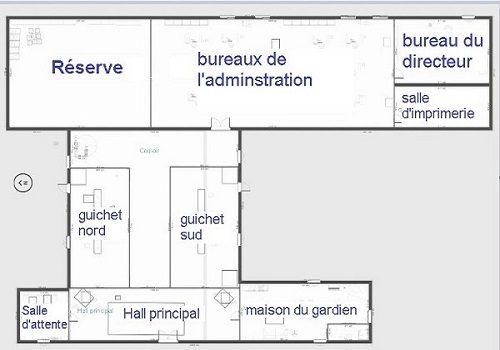 Réserve
bureaux de
l'adminstration
bureau du
directeur
salle
d'imprimerie
Couloir
guichet
nord
guichet
sud
Salle
d'attente
Hall principal
Hall principal
maison du gardien